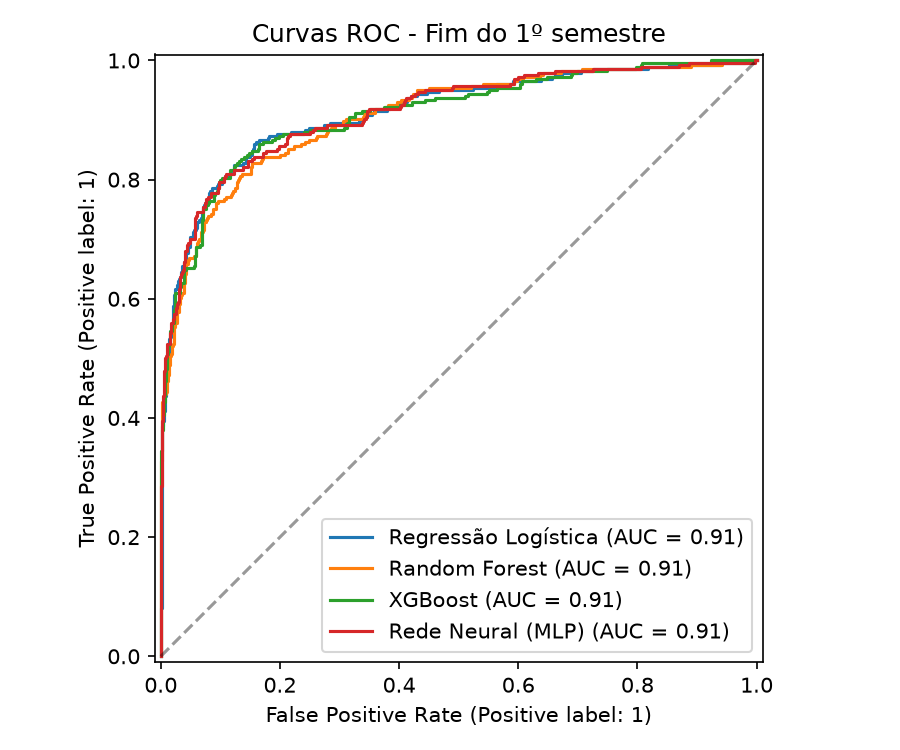 Curvas ROC - Fim do 1º semestre
True Positive Rate (Positive label: 1)
1.0
0.8
0.6
0.4
0.2
0.0
Regressão Logística (AUC = 0.91)
Random Forest (AUC = 0.91)
XGBoost (AUC = 0.91)
Rede Neural (MLP) (AUC = 0.91)
0.0 0.2 0.4 0.6 0.8 1.0
False Positive Rate (Positive label: 1)